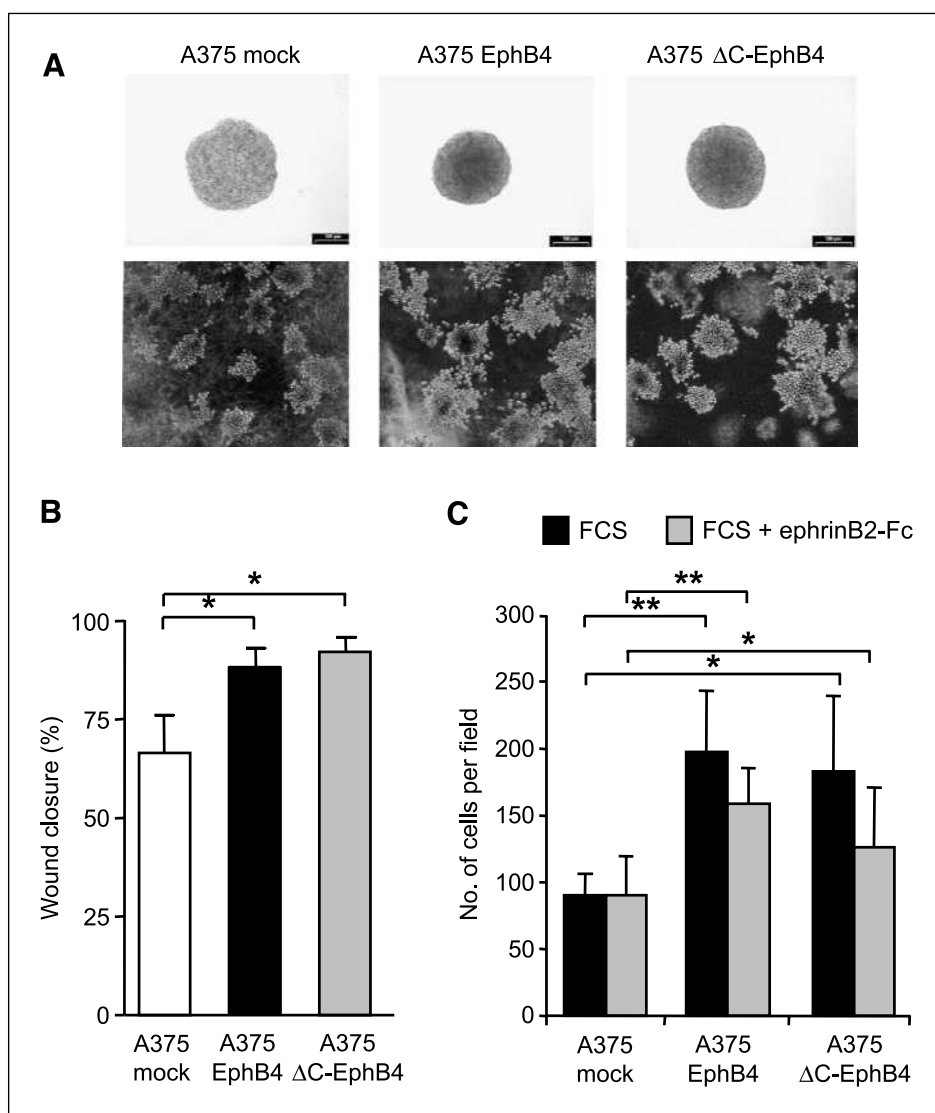 A
A375 mock
A375 EphB4
A375 ΔC-EphB4
B
*
*
100
75
50
25
0
Wound closure (%)
A375
mock
A375
EphB4
A375
ΔC-EphB4
C
FCS
FCS + ephrinB2-Fc
**
**
*
*
300
250
200
150
100
50
0
No. of cells per field
A375
mock
A375
EphB4
A375
ΔC-EphB4